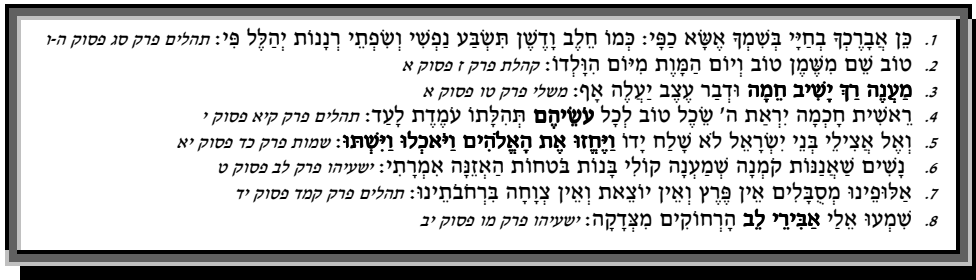 1. כֵּן אֲבָרֶכְךָ בְחַיָּי בְּשִׁמְךָ אֶשָּׂא כַפָּי: כְּמוֹ חֵלֶב וָדֶשֶׁן תִּשְׂבַּע נַפְשִׁי וְשִׂפְתֵי רְנָנוֹת יְהַלֶּל פִּי: תהלים פרק סג פסוק ה-ו
2. טוֹב שֵׁם מִשֶּׁמֶן טוֹב וְיוֹם הַמָּוֶת מִיּוֹם הִוָּלְדוֹ: קהלת פרק ז פסוק א
3. מַעֲנֶה רַּךְ יָשִׁיב חֵמָה וּדְבַר עֶצֶב יַעֲלֶה אָף: משלי פרק טו פסוק א
4. רֵאשִׁית חָכְמָה יִרְאַת ה' שֵׂכֶל טוֹב לְכָל עֹשֵׂיהֶם תְּהִלָּתוֹ עֹמֶדֶת לָעַד: תהלים פרק קיא פסוק י
5. וְאֶל אֲצִילֵי בְּנֵי יִשְׂרָאֵל לֹא שָׁלַח יָדוֹ וַיֶּחֱזוּ אֶת הָאֱלֹהִים וַיֹּאכְלוּ וַיִּשְׁתּוּ: שמות פרק כד פסוק יא
6. נָשִׁים שַׁאֲנַנּוֹת קֹמְנָה שְׁמַעְנָה קוֹלִי בָּנוֹת בֹּטחוֹת הַאְזֵנָּה אִמְרָתִי: ישעיהו פרק לב פסוק ט
7. אַלּוּפֵינוּ מְסֻבָּלִים אֵין פֶּרֶץ וְאֵין יוֹצֵאת וְאֵין צְוָחָה בִּרְחֹבֹתֵינוּ: תהלים פרק קמד פסוק יד
8. שִׁמְעוּ אֵלַי אַבִּירֵי לֵב הָרְחוֹקִים מִצְּדָקָה: ישעיהו פרק מו פסוק יב